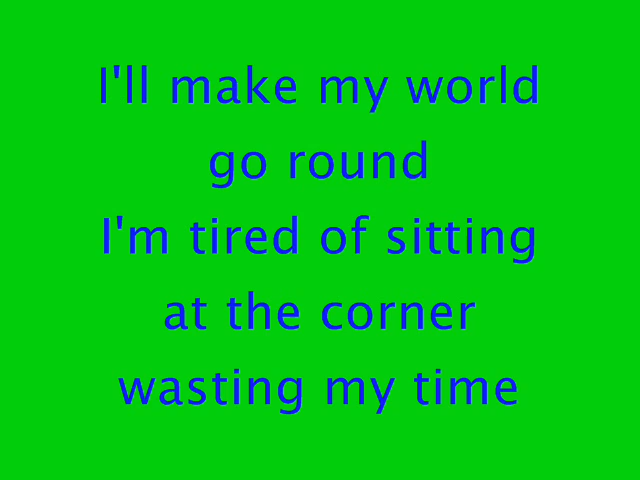 I'll make my world
go round
I'm tired of sitting
at the corner
wasting my time